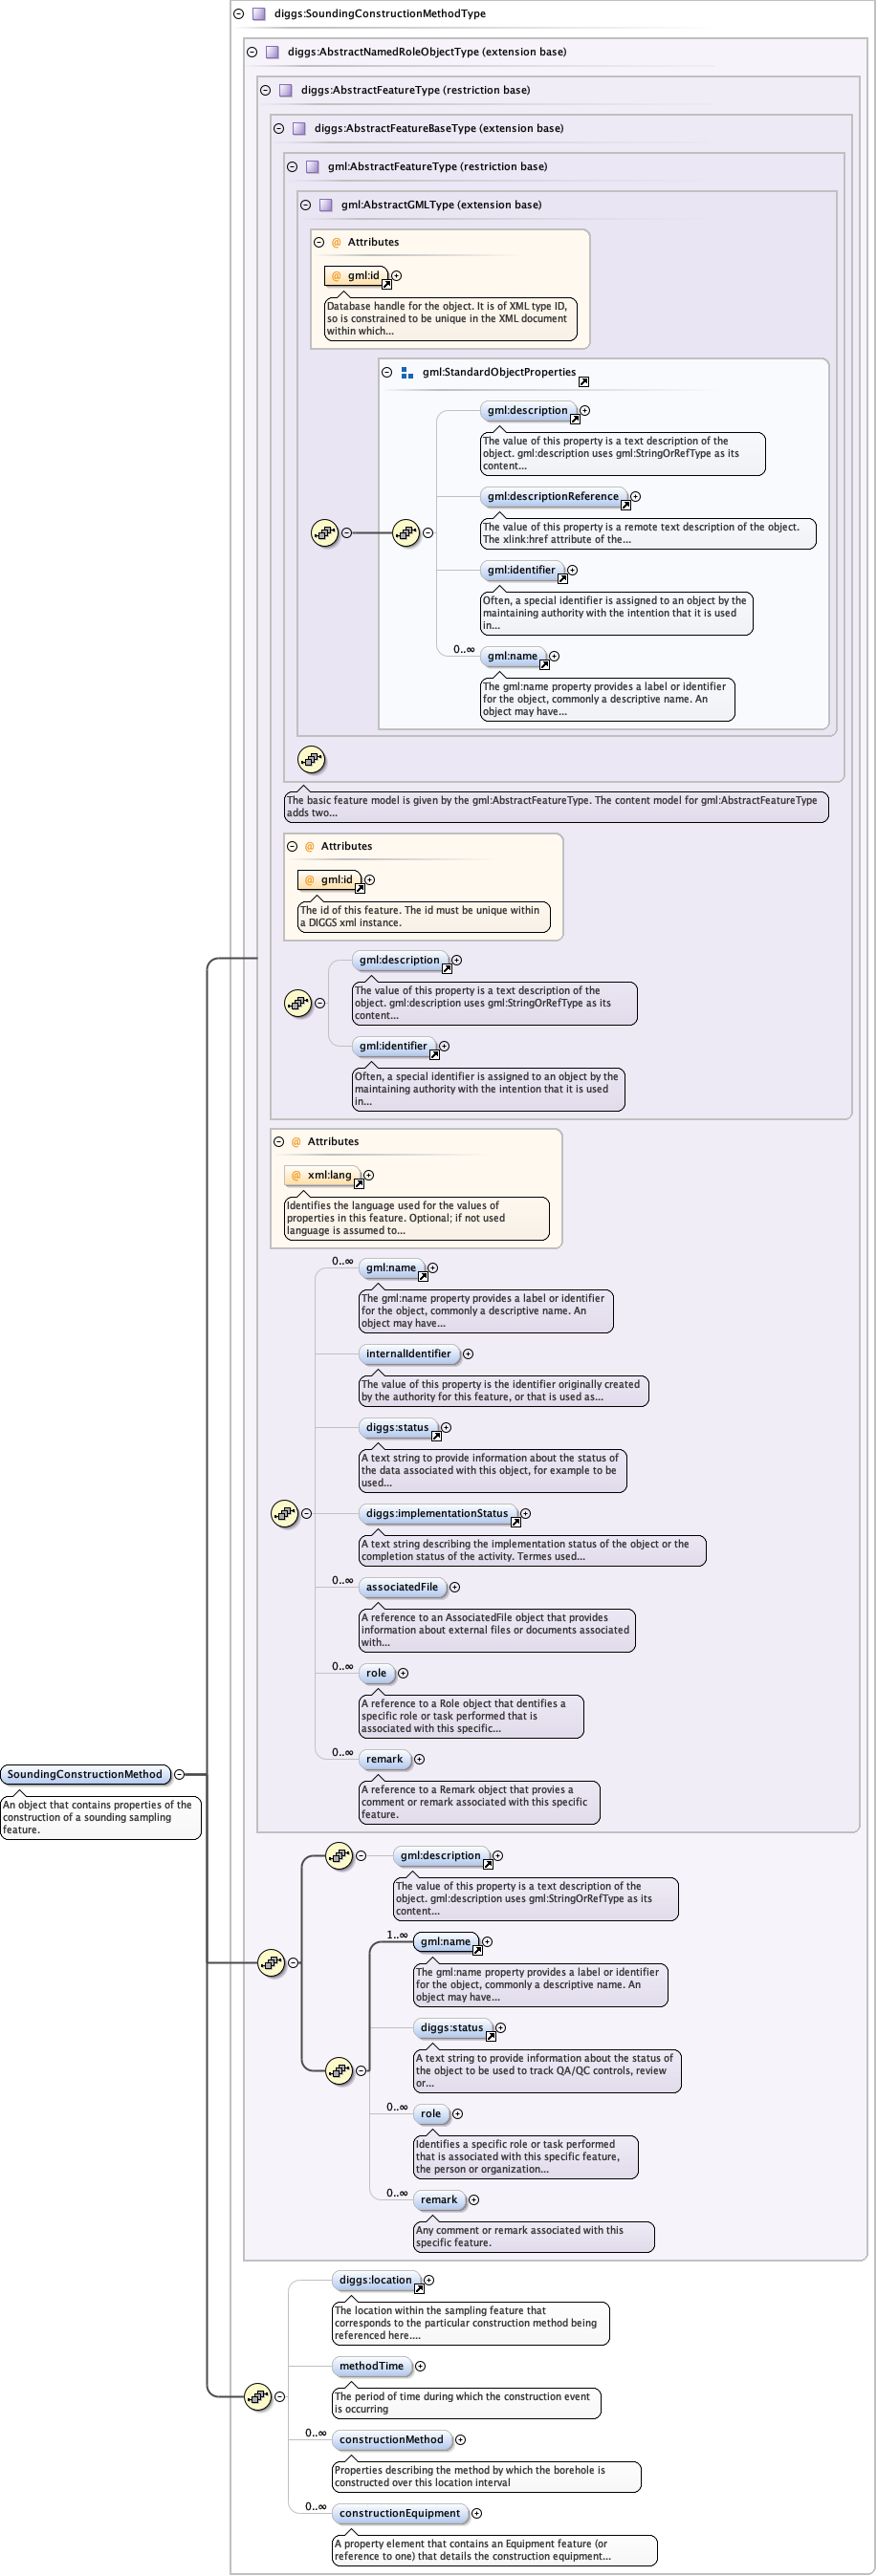 diggs:SoundingConstructionMethodType
diggs:AbstractNamedRoleObjectType (extension base)
diggs:AbstractFeatureType (restriction base)
diggs:AbstractFeatureBaseType (extension base)
gml:AbstractFeatureType (restriction base)
gml:AbstractGMLType (extension base)
@ Attributes
@ gml:id
Database handle for the object. It is of XML type ID,
so is constrained to be unique in the XML document
within which...
gml:StandardObjectProperties
gml:description
The value of this property is a text description of the
object. gml:description uses gml:StringOrRefType as its
content...
gml:descriptionReference
The value of this property is a remote text description of the object.
The xlink:href attribute of the...
gml:identifier
Often, a special identifier is assigned to an object by the
maintaining authority with the intention that it is used
in...
0..∞
gml:name
The gml:name property provides a label or identifier
for the object, commonly a descriptive name. An
object may have...
The basic feature model is given by the gml:AbstractFeatureType. The content model for gml:AbstractFeatureType
adds two...
@ Attributes
@ gml:id
The id of this feature. The id must be unique within
a DIGGS xml instance.
gml:description
The value of this property is a text description of the
object. gml:description uses gml:StringOrRefType as its
content...
gml:identifier
Often, a special identifier is assigned to an object by the
maintaining authority with the intention that it is used
in...
@ Attributes
@ xml:lang
Identifies the language used for the values of
properties in this feature. Optional; if not used
language is assumed to...
0..∞
gml:name
The gml:name property provides a label or identifier
for the object, commonly a descriptive name. An
object may have...
internalIdentifier
The value of this property is the identifier originally created
by the authority for this feature, or that is used as...
diggs:status
A text string to provide information about the status of
the data associated with this object, for example to be
used...
diggs:implementationStatus
A text string describing the implementation status of the object or the
completion status of the activity. Termes used...
0..∞
associatedFile
A reference to an AssociatedFile object that provides
information about external files or documents associated
with...
0..∞
role
A reference to a Role object that dentifies a
specific role or task performed that is
associated with this specific...
0..∞
remark
A reference to a Remark object that provies a
comment or remark associated with this specific
feature.
SoundingConstructionMethod
An object that contains properties of the
construction of a sounding sampling
feature.
gml:description
The value of this property is a text description of the
object. gml:description uses gml:StringOrRefType as its
content...
1..∞
gml:name
The gml:name property provides a label or identifier
for the object, commonly a descriptive name. An
object may have...
diggs:status
A text string to provide information about the status of
the object to be used to track QA/QC controls, review
or...
0..∞
role
Identifies a specific role or task performed
that is associated with this specific feature,
the person or organization...
0..∞
remark
Any comment or remark associated with this
specific feature.
diggs:location
The location within the sampling feature that
corresponds to the particular construction method being
referenced here....
methodTime
The period of time during which the construction event
is occurring
0..∞
constructionMethod
Properties describing the method by which the borehole is
constructed over this location interval
0..∞
constructionEquipment
A property element that contains an Equipment feature (or
reference to one) that details the construction equipment...